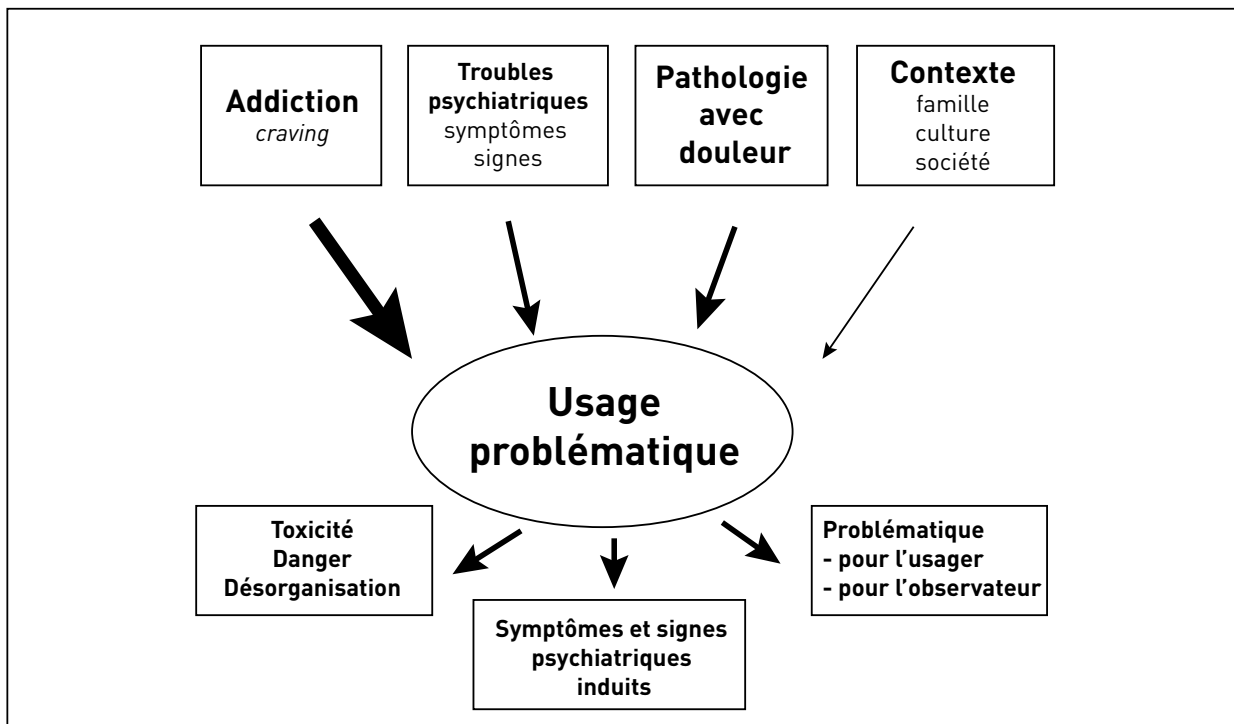 Addiction
craving
Troubles
psychiatriques
symptômes
signes
Pathologie
avec
douleur
Contexte
famille
culture
société
Usage
problématique
Toxicité
Danger
Désorganisation
Symptômes et signes
psychiatriques
induits
Problématique
- pour l’usager
- pour l’observateur